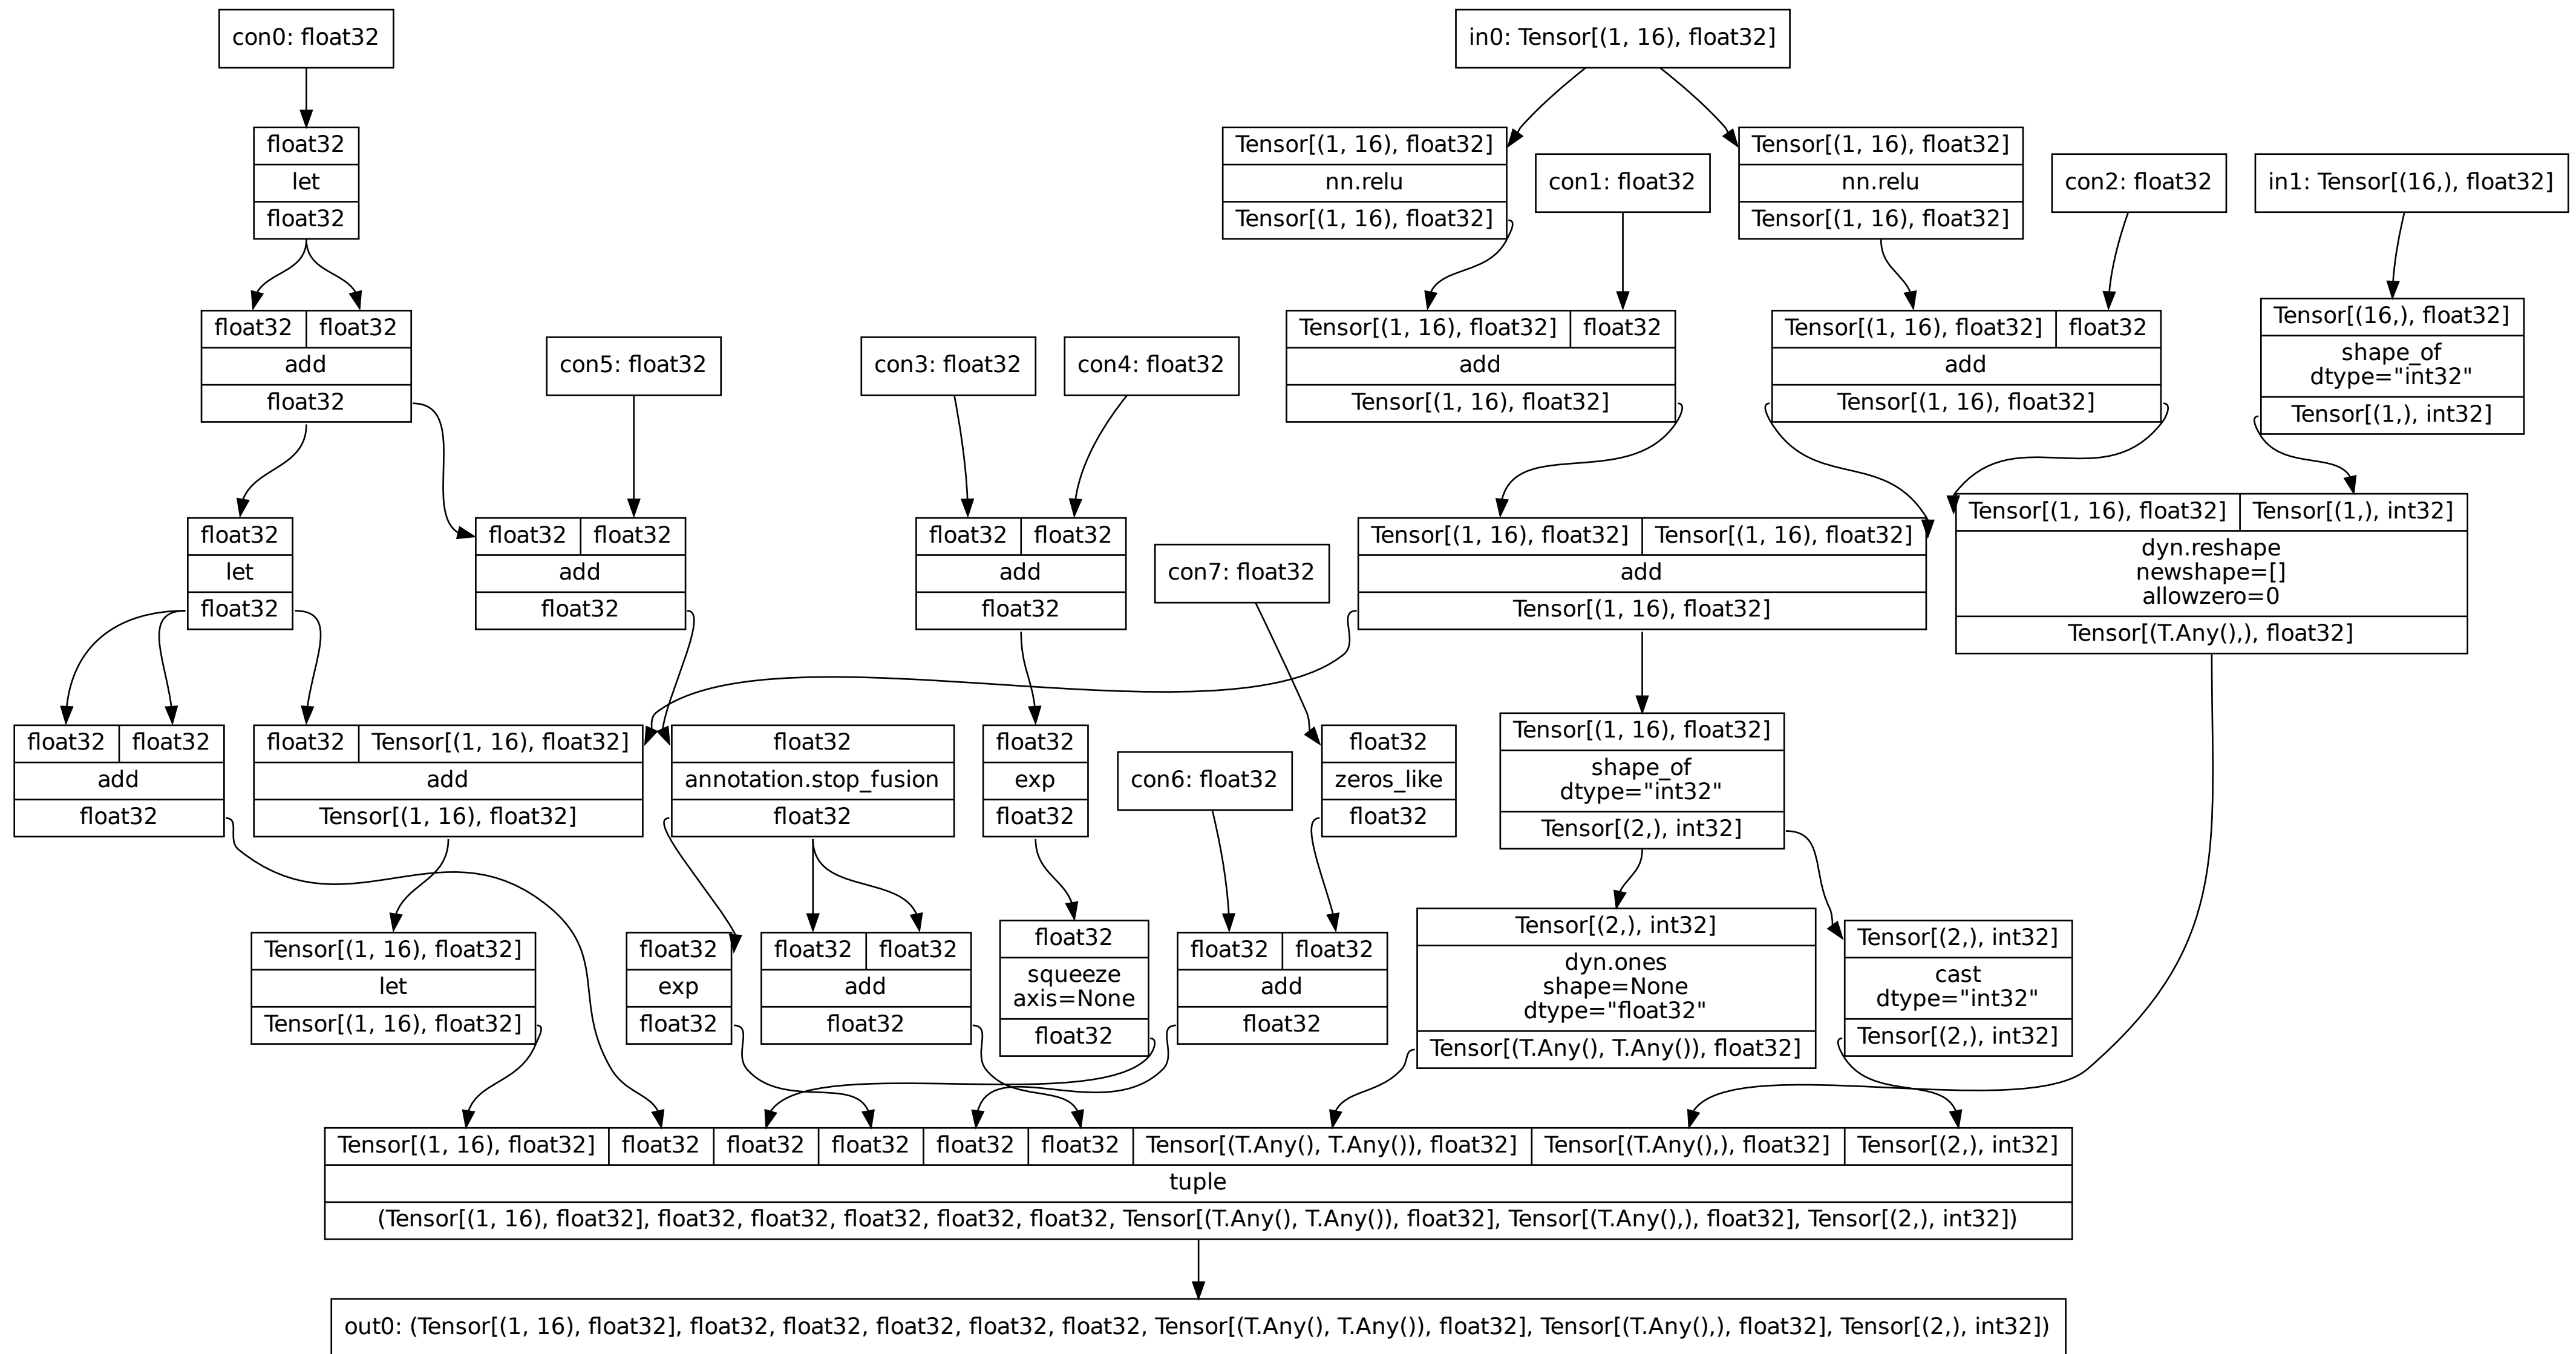 con0: float32
in0: Tensor[(1, 16), float32]
float32
let
float32
Tensor[(1, 16), float32]
nn.relu
Tensor[(1, 16), float32]
con1: float32
Tensor[(1, 16), float32]
nn.relu
Tensor[(1, 16), float32]
con2: float32
in1: Tensor[(16,), float32]
float32 float32
add
float32
con5: float32
con3: float32
con4: float32
Tensor[(1, 16), float32] float32
add
Tensor[(1, 16), float32]
Tensor[(1, 16), float32] float32
add
Tensor[(1, 16), float32]
Tensor[(16,), float32]
shape_of
dtype="int32"
Tensor[(1,), int32]
float32
let
float32
float32 float32
add
float32
float32 float32
add
float32
con7: float32
Tensor[(1, 16), float32] Tensor[(1, 16), float32]
add
Tensor[(1, 16), float32]
Tensor[(1, 16), float32] Tensor[(1,), int32]
dyn.reshape
newshape=[]
allowzero=0
Tensor[(T.Any(),), float32]
float32 float32
add
float32
float32 Tensor[(1, 16), float32]
add
Tensor[(1, 16), float32]
float32
annotation.stop_fusion
float32
float32
exp
float32
con6: float32
float32
zeros_like
float32
Tensor[(1, 16), float32]
shape_of
dtype="int32"
Tensor[(2,), int32]
Tensor[(1, 16), float32]
let
Tensor[(1, 16), float32]
float32
exp
float32
float32 float32
add
float32
float32
squeeze
axis=None
float32
float32 float32
add
float32
Tensor[(2,), int32]
dyn.ones
shape=None
dtype="float32"
Tensor[(T.Any(), T.Any()), float32]
Tensor[(2,), int32]
cast
dtype="int32"
Tensor[(2,), int32]
Tensor[(1, 16), float32] float32 float32 float32 float32 float32 Tensor[(T.Any(), T.Any()), float32] Tensor[(T.Any(),), float32] Tensor[(2,), int32]
tuple
(Tensor[(1, 16), float32], float32, float32, float32, float32, float32, Tensor[(T.Any(), T.Any()), float32], Tensor[(T.Any(),), float32], Tensor[(2,), int32])
out0: (Tensor[(1, 16), float32], float32, float32, float32, float32, float32, Tensor[(T.Any(), T.Any()), float32], Tensor[(T.Any(),), float32], Tensor[(2,), int32])